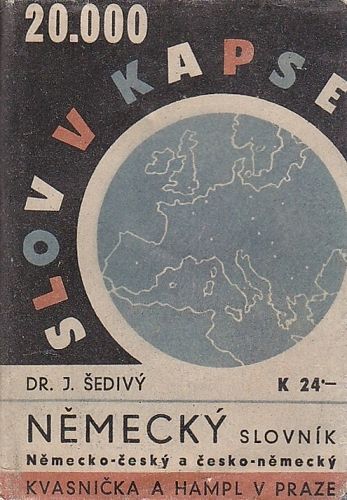 20.000
SLOV V KAPSE
DR. J. ŠEDIVÝ K 24·—
NĚMECKÝ SLOVNÍK
Německo-český a česko-německý
KVASNIČKA A HAMPL V PRAZE